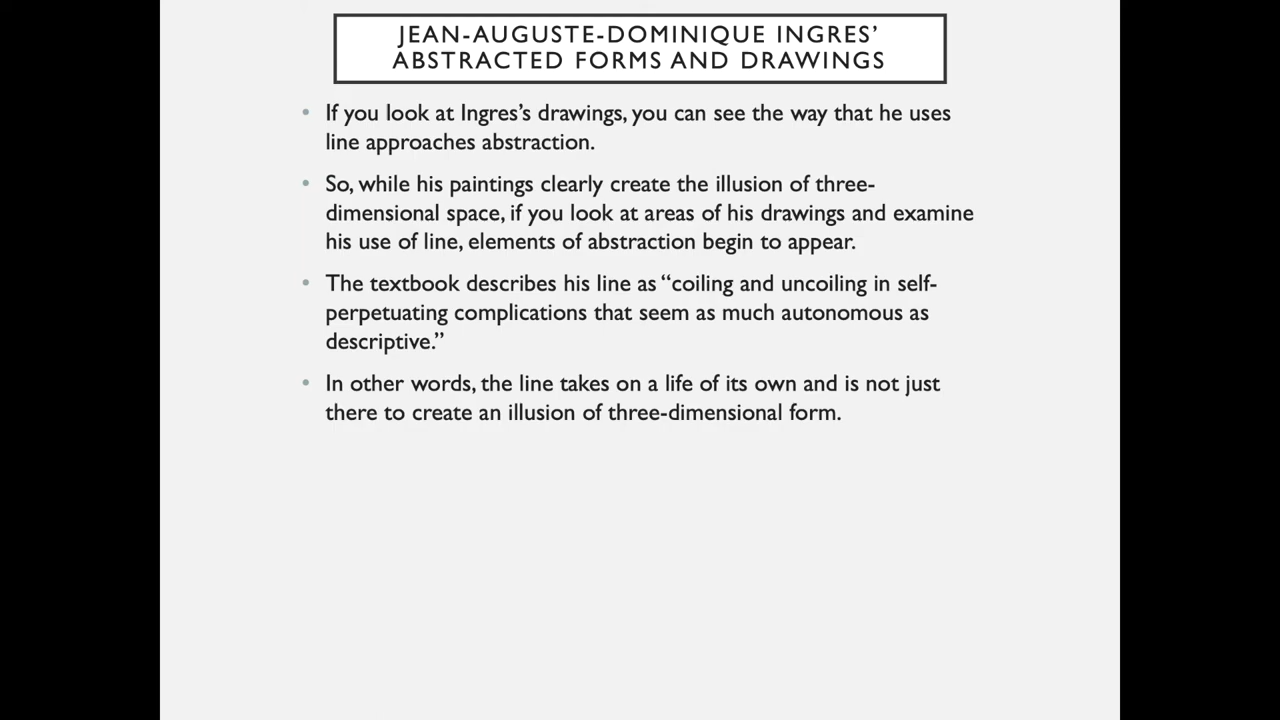 JEAN-AUGUSTE-DOMINIQUE INGRES’
ABSTRACTED FORMS AND DRAWINGS
• If you look at Ingres’s drawings, you can see the way that he uses
line approaches abstraction.
• So, while his paintings clearly create the illusion of three-
dimensional space, if you look at areas of his drawings and examine
his use of line, elements of abstraction begin to appear.
• The textbook describes his line as “coiling and uncoiling in self-
perpetuating complications that seem as much autonomous as
descriptive.”
• In other words, the line takes on a life of its own and is not just
there to create an illusion of three-dimensional form.